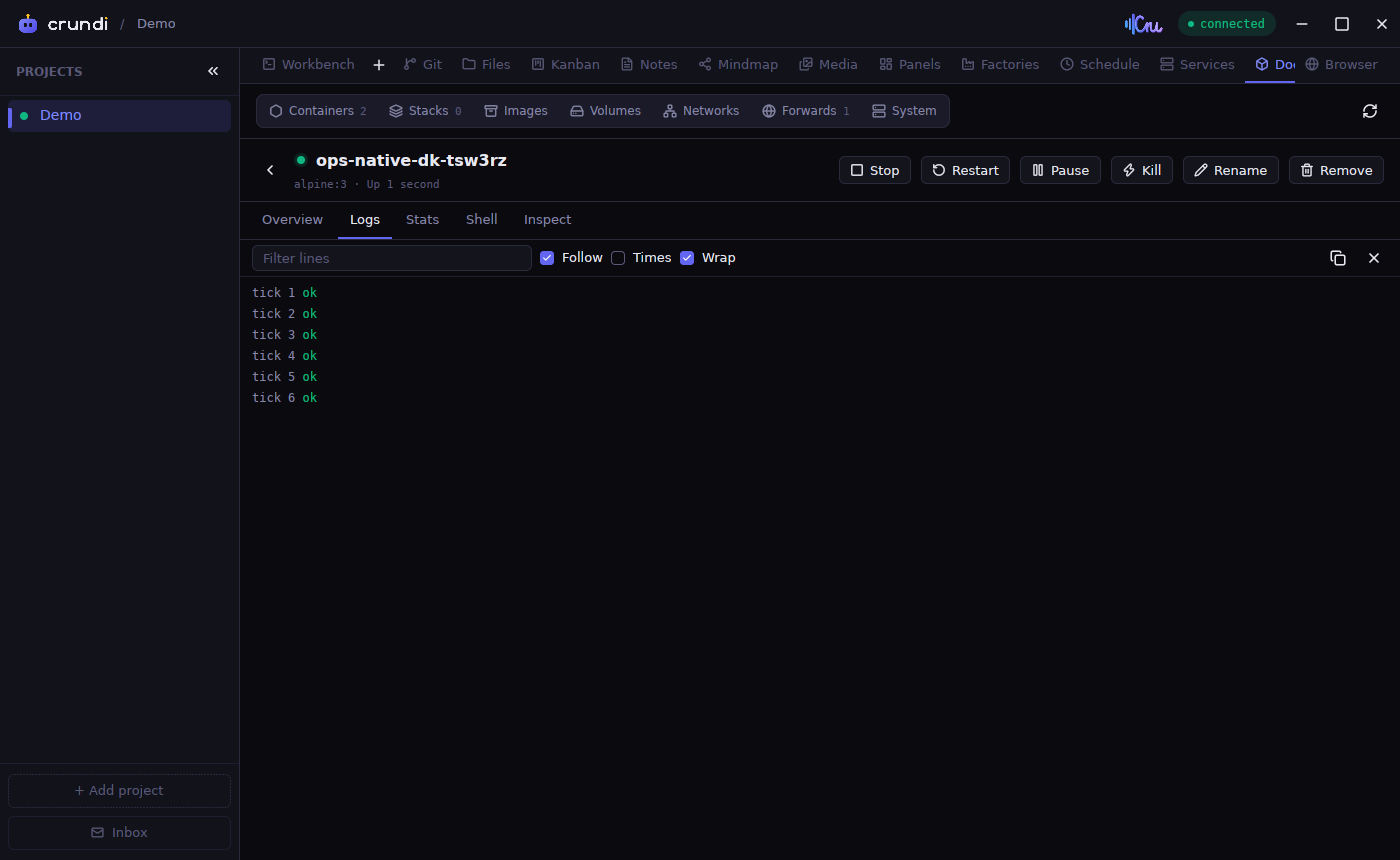 crundi / Demo
Cru
connected
PROJECTS
Demo
+ Add project
Inbox
Workbench + Git Files Kanban Notes Mindmap Media Panels Factories Schedule Services Browser
Containers 2 Stacks 0 Images Volumes Networks Forwards 1 System
ops-native-dk-tsw3rz
alpine:3 · Up 1 second
Stop Restart Pause Kill Rename Remove
Overview Logs Stats Shell Inspect
Filter lines Follow Times Wrap
tick 1 ok
tick 2 ok
tick 3 ok
tick 4 ok
tick 5 ok
tick 6 ok